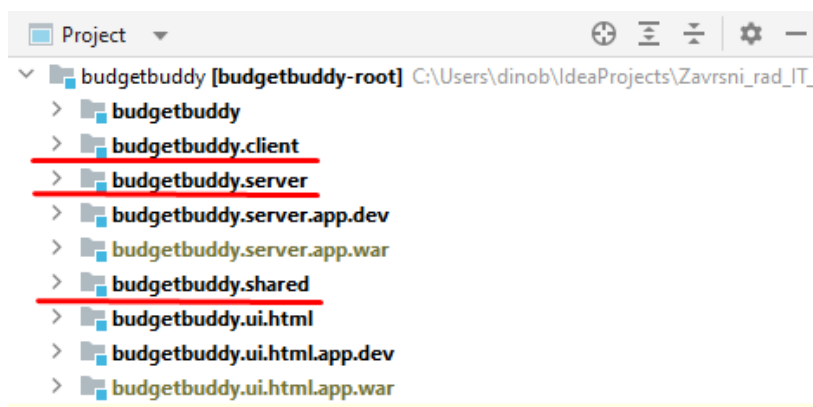 Project
budgetbuddy [budgetbuddy-root] C:\Users\dinob\IdeaProjects\Zavrsni_rad_IT_
budgetbuddy
budgetbuddy.client
budgetbuddy.server
budgetbuddy.server.app.dev
budgetbuddy.server.app.war
budgetbuddy.shared
budgetbuddy.ui.html
budgetbuddy.ui.html.app.dev
budgetbuddy.ui.html.app.war